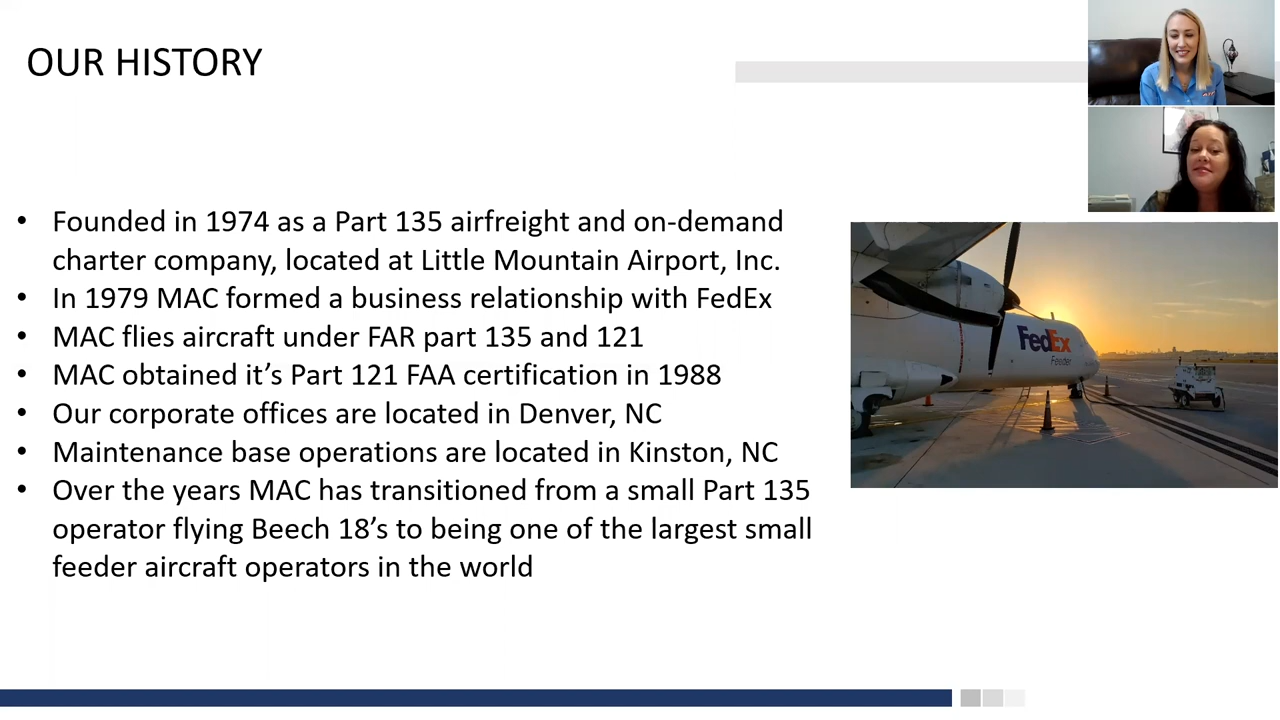 OUR HISTORY
• Founded in 1974 as a Part 135 airfreight and on-demand
charter company, located at Little Mountain Airport, Inc.
• In 1979 MAC formed a business relationship with FedEx
• MAC flies aircraft under FAR part 135 and 121
• MAC obtained it’s Part 121 FAA certification in 1988
• Our corporate offices are located in Denver, NC
• Maintenance base operations are located in Kinston, NC
• Over the years MAC has transitioned from a small Part 135
operator flying Beech 18’s to being one of the largest small
feeder aircraft operators in the world
FedEx
Feeder
ATP